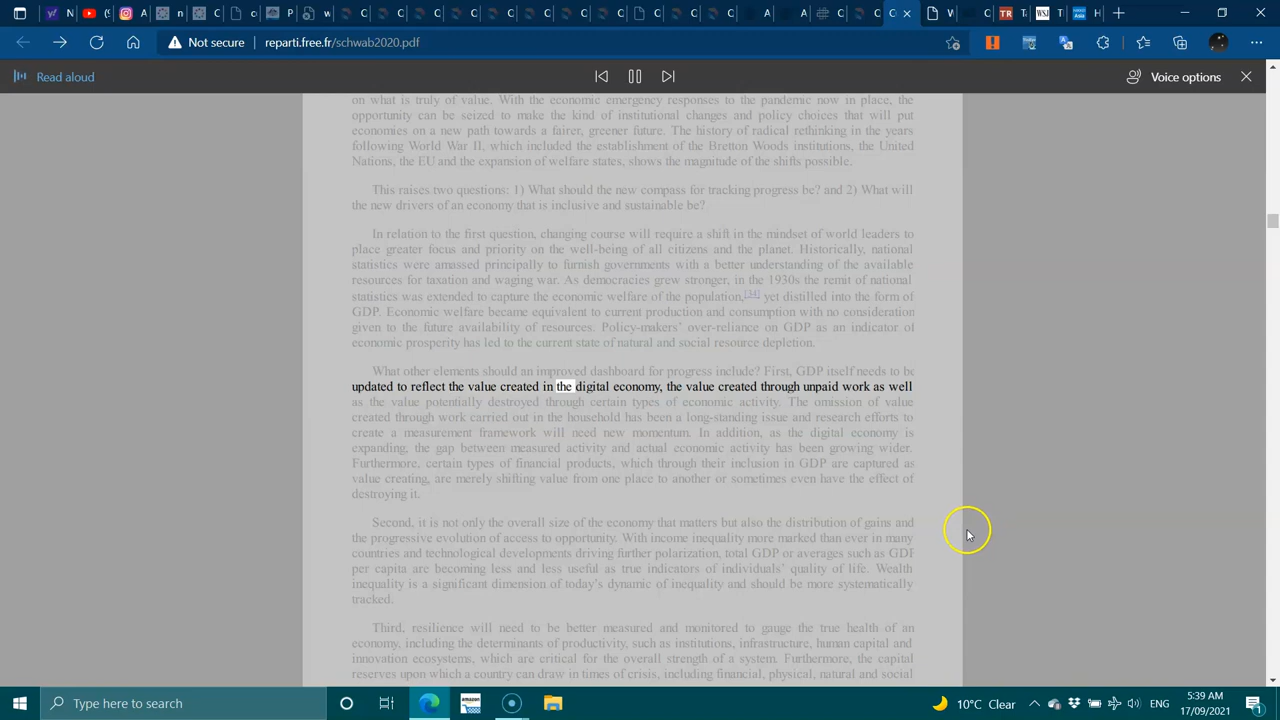 Not secure
reparti.free.fr/schwab2020.pdf
Read aloud
Voice options
on what is truly of value. With the economic emergency responses to the pandemic now in place, the
opportunity can be seized to make the kind of institutional changes and policy choices that will put
economies on a new path towards a fairer, greener future. The history of radical rethinking in the years
following World War II, which included the establishment of the Bretton Woods institutions, the United
Nations, the EU and the expansion of welfare states, shows the magnitude of the shifts possible.
This raises two questions: 1) What should the new compass for tracking progress be? and 2) What will
the new drivers of an economy that is inclusive and sustainable be?
In relation to the first question, changing course will require a shift in the mindset of world leaders to
place greater focus and priority on the well-being of all citizens and the planet. Historically, national
statistics were amassed principally to furnish governments with a better understanding of the available
resources for taxation and waging war. As democracies grew stronger, in the 1930s the remit of national
statistics was extended to capture the economic welfare of the population,[34] yet distilled into the form of
GDP. Economic welfare became equivalent to current production and consumption with no consideration
given to the future availability of resources. Policy-makers' over-reliance on GDP as an indicator of
economic prosperity has led to the current state of natural and social resource depletion.
What other elements should an improved dashboard for progress include? First, GDP itself needs to be
updated to reflect the value created in the digital economy, the value created through unpaid work as well
as the value potentially destroyed through certain types of economic activity. The omission of value
created through work carried out in the household has been a long-standing issue and research efforts to
create a measurement framework will need new momentum. In addition, as the digital economy is
expanding, the gap between measured activity and actual economic activity has been growing wider.
Furthermore, certain types of financial products, which through their inclusion in GDP are captured as
value creating, are merely shifting value from one place to another or sometimes even have the effect of
destroying it.
Second, it is not only the overall size of the economy that matters but also the distribution of gains and
the progressive evolution of access to opportunity. With income inequality more marked than ever in many
countries and technological developments driving further polarization, total GDP or averages such as GDP
per capita are becoming less and less useful as true indicators of individuals' quality of life. Wealth
inequality is a significant dimension of today's dynamic of inequality and should be more systematically
tracked.
Third, resilience will need to be better measured and monitored to gauge the true health of an
economy, including the determinants of productivity, such as institutions, infrastructure, human capital and
innovation ecosystems, which are critical for the overall strength of a system. Furthermore, the capital
reserves upon which a country can draw in times of crisis, including financial, physical, natural and social
Type here to search
10°C Clear
5:39 AM
17/09/2021